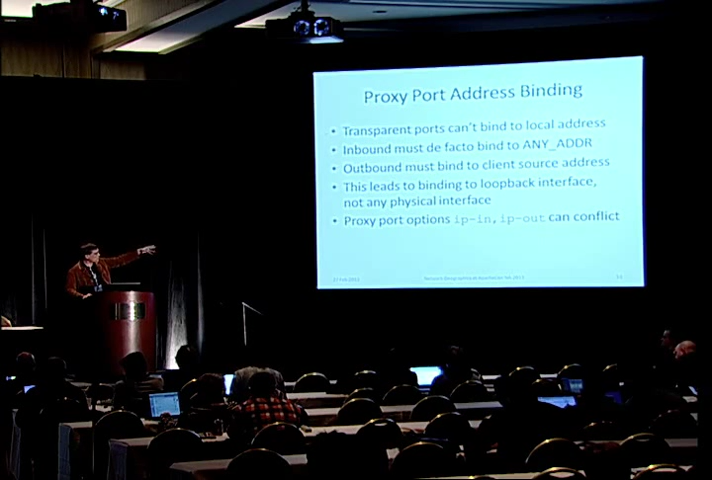 Proxy Port Address Binding
• Transparent ports can't bind to local address
• Inbound must de facto bind to ANY_ADDR
• Outbound must bind to client source address
• This leads to binding to loopback interface,
not any physical interface
• Proxy port options ip-in, ip-out can conflict